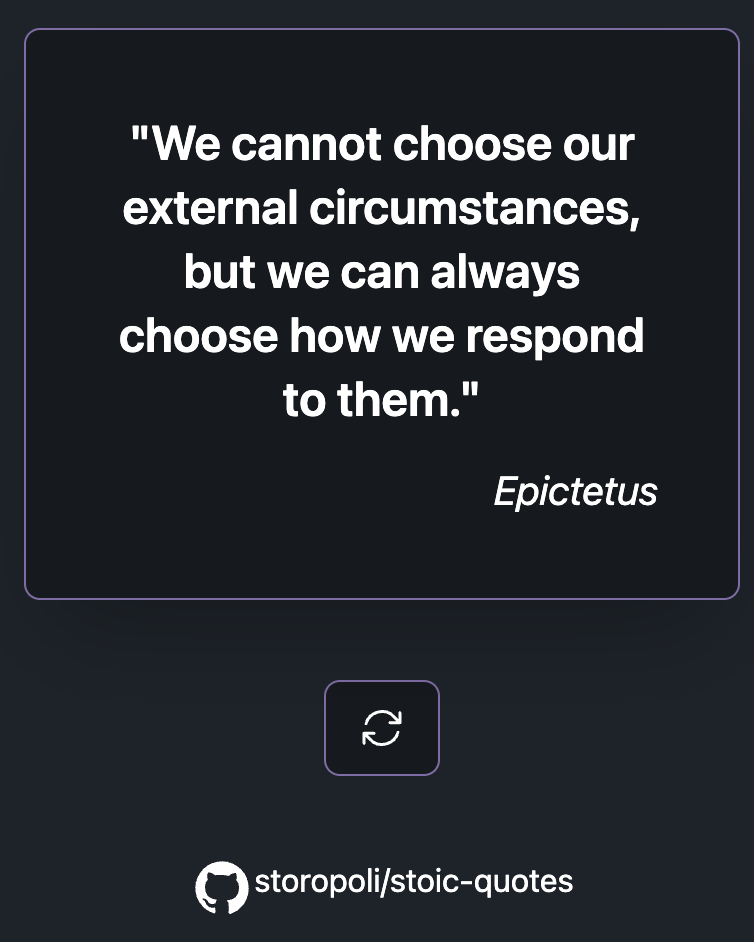 "We cannot choose our
external circumstances,
but we can always
choose how we respond
to them."
Epictetus
storopoli/stoic-quotes